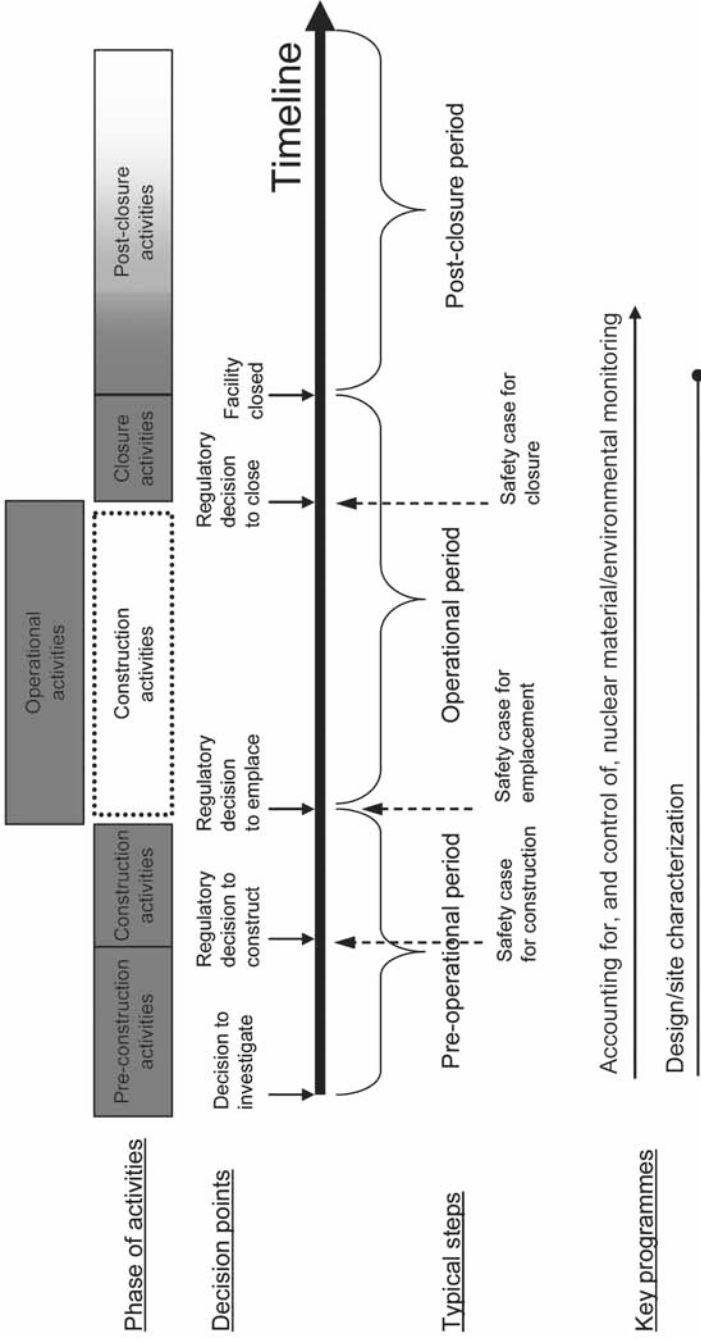 Phase of activities
Operational
activities
Pre-construction
activities
Construction
activities
Construction
activities
Closure
activities
Post-closure
activities
Decision points
Decision to
investigate
Regulatory
decision to
construct
Regulatory
decision
to emplace
Regulatory
decision
to close
Facility
closed
Timeline
Typical steps
Pre-operational period
Operational period
Post-closure period
Safety case
for construction
Safety case for
emplacement
Safety case for
closure
Key programmes
Accounting for, and control of, nuclear material/environmental monitoring
Design/site characterization